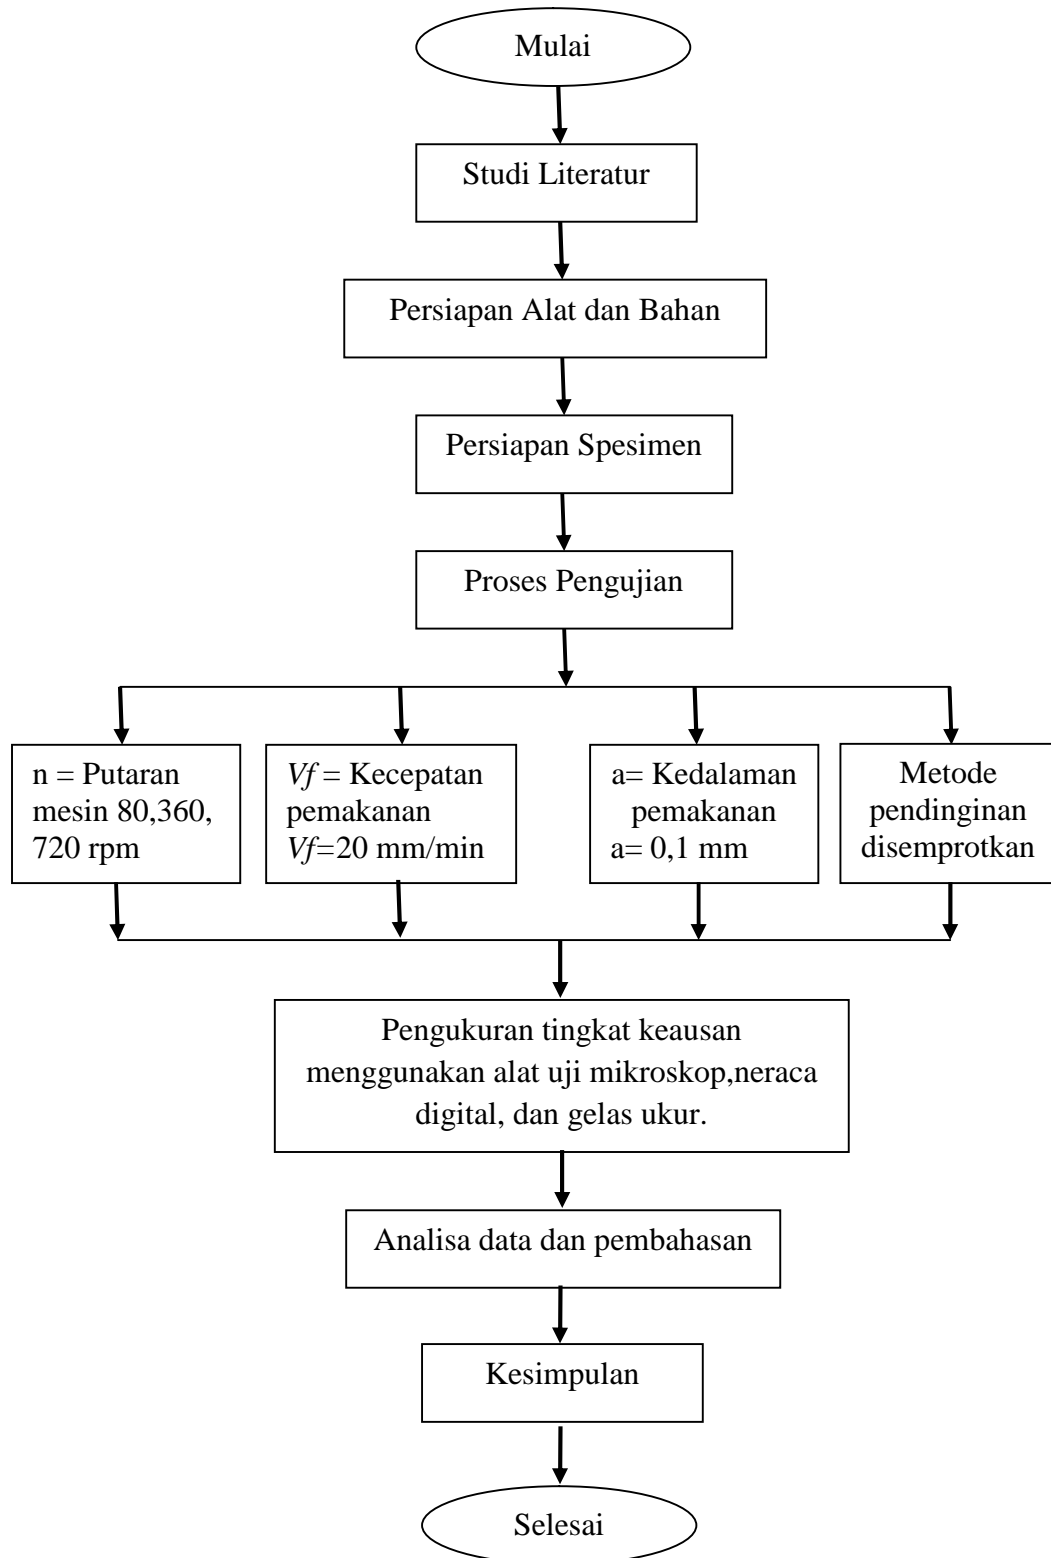 Mulai
Studi Literatur
Persiapan Alat dan Bahan
Persiapan Spesimen
Proses Pengujian
n = Putaran
mesin 80,360,
720 rpm
Vf = Kecepatan
pemakanan
Vf=20 mm/min
a= Kedalaman
pemakanan
a= 0,1 mm
Metode
pendinginan
disemprotkan
Pengukuran tingkat keausan
menggunakan alat uji mikroskop,neraca
digital, dan gelas ukur.
Analisa data dan pembahasan
Kesimpulan
Selesai